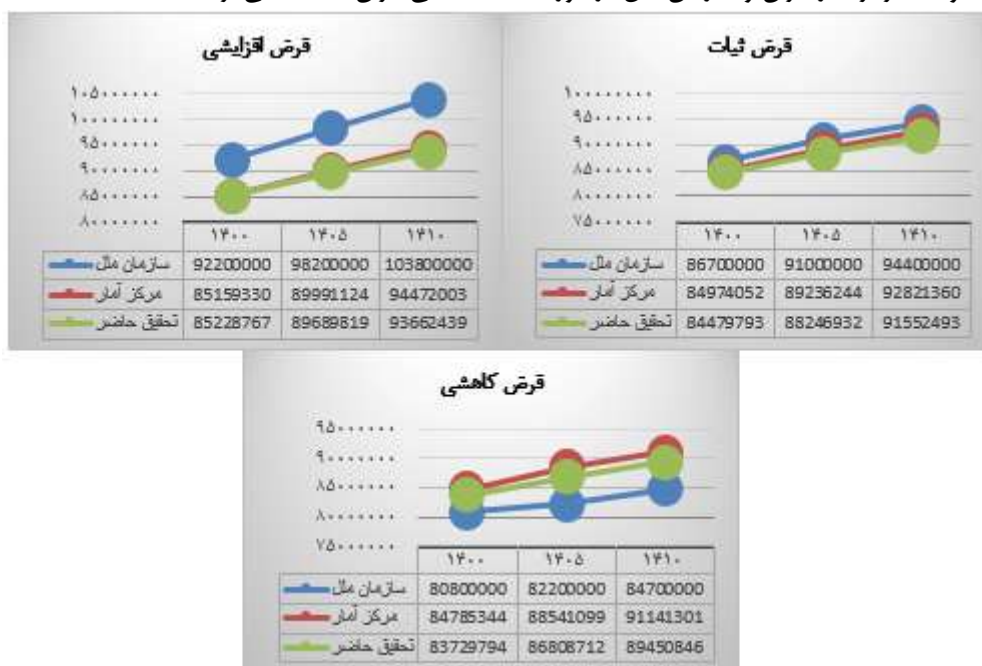 قرض افزایشی
۱۰۵۰۰۰۰۰۰
۱۰۰۰۰۰۰۰۰
۹۵۰۰۰۰۰۰
۹۰۰۰۰۰۰۰
۸۵۰۰۰۰۰۰
۸۰۰۰۰۰۰۰
۱۴۰۰ ۱۴۰۵ ۱۴۱۰
سازمان ملل 92200000 98200000 103800000
مرکز آمار 85159330 89991124 94472003
تحقیق حاضر 85228767 89689819 93662439
قرض ثبات
۱۰۰۰۰۰۰۰۰
۹۵۰۰۰۰۰۰
۹۰۰۰۰۰۰۰
۸۵۰۰۰۰۰۰
۸۰۰۰۰۰۰۰
۷۵۰۰۰۰۰۰
۱۴۰۰ ۱۴۰۵ ۱۴۱۰
سازمان ملل 86700000 91000000 94400000
مرکز آمار 84974052 89236244 92821360
تحقیق حاضر 84479793 88246932 91552493
قرض کاهشی
۹۵۰۰۰۰۰۰
۹۰۰۰۰۰۰۰
۸۵۰۰۰۰۰۰
۸۰۰۰۰۰۰۰
۷۵۰۰۰۰۰۰
۱۴۰۰ ۱۴۰۵ ۱۴۱۰
سازمان ملل 80800000 82200000 84700000
مرکز آمار 84785344 88541099 91141301
تحقیق حاضر 83729794 86808712 89450846